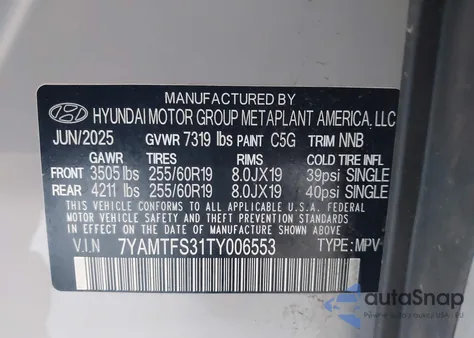 MANUFACTURED BY
HYUNDAI MOTOR GROUP METAPLANT AMERICA, LLC
JUN/2025 GVWR 7319 lbs PAINT C5G TRIM NNB
GAWR TIRES RIMS COLD TIRE INFL
FRONT 3505 lbs 255/60R19 8.0JX19 39psi SINGLE
REAR 4211 lbs 255/60R19 8.0JX19 40psi SINGLE
THIS VEHICLE CONFORMS TO ALL APPLICABLE U.S.A. FEDERAL
MOTOR VEHICLE SAFETY STANDARDS IN EFFECT ON THE DATE
OF MANUFACTURE SHOWN ABOVE.
V.I.N 7YAMTFS31TY006553 TYPE: MPV
autoSnap